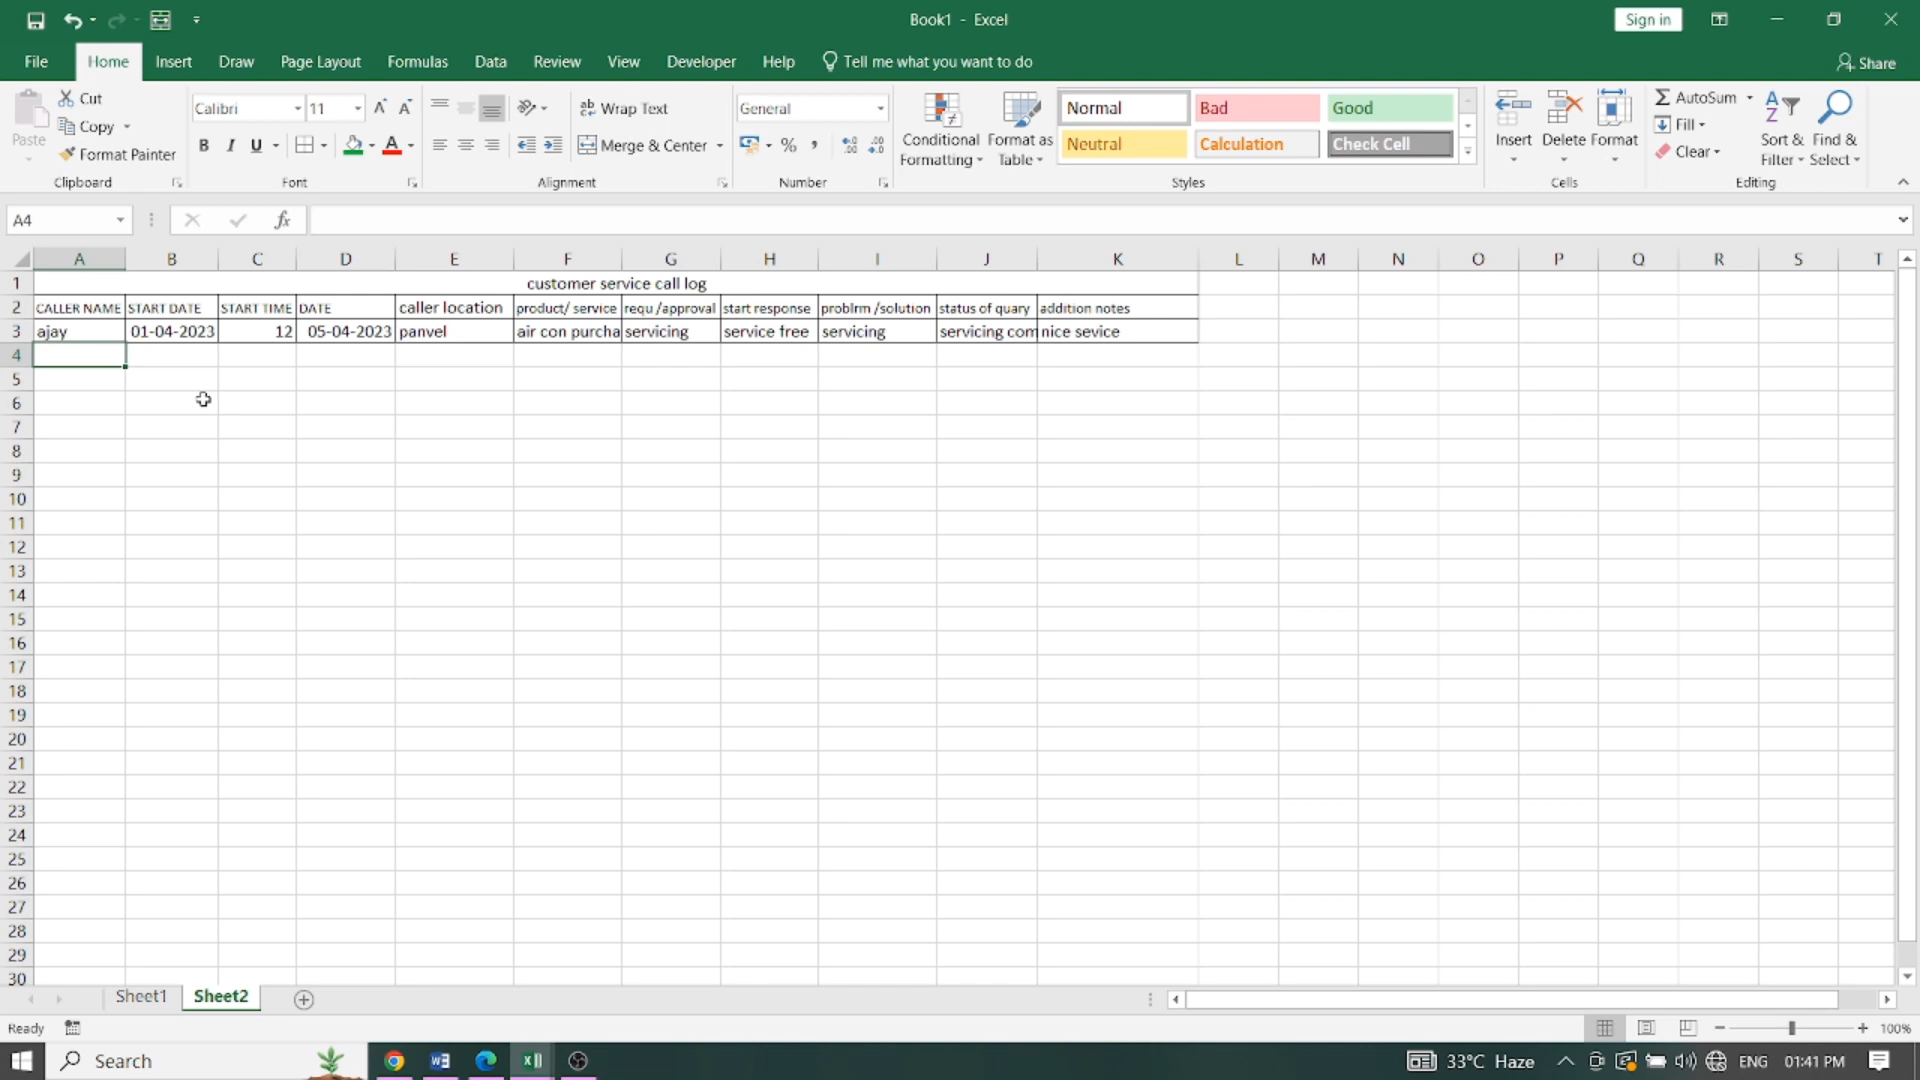 Book1 - Excel
Sign in
File Home Insert Draw Page Layout Formulas Data Review View Developer Help Tell me what you want to do
Share
Paste
Cut
Copy
Format Painter
Clipboard
Calibri 11
B I U
Font
Wrap Text
Merge & Center
Alignment
General
%
Number
Conditional Formatting
Format as Table
Normal Bad Good
Neutral Calculation Check Cell
Styles
Insert Delete Format
Cells
AutoSum
Fill
Clear
Sort & Filter
Find & Select
Editing
A4
fx
A B C D E F G H I J K L M N O P Q R S T
1 customer service call log
2 CALLER NAME START DATE START TIME DATE caller location product/ service requ /approval start response problrm /solution status of quary addition notes
3 ajay 01-04-2023 12 05-04-2023 panvel air con purcha servicing service free servicing servicing com nice sevice
4
5
6
7
8
9
10
11
12
13
14
15
16
17
18
19
20
21
22
23
24
25
26
27
28
29
30
Sheet1 Sheet2
Ready
100%
Search
33°C Haze
ENG
01:41 PM